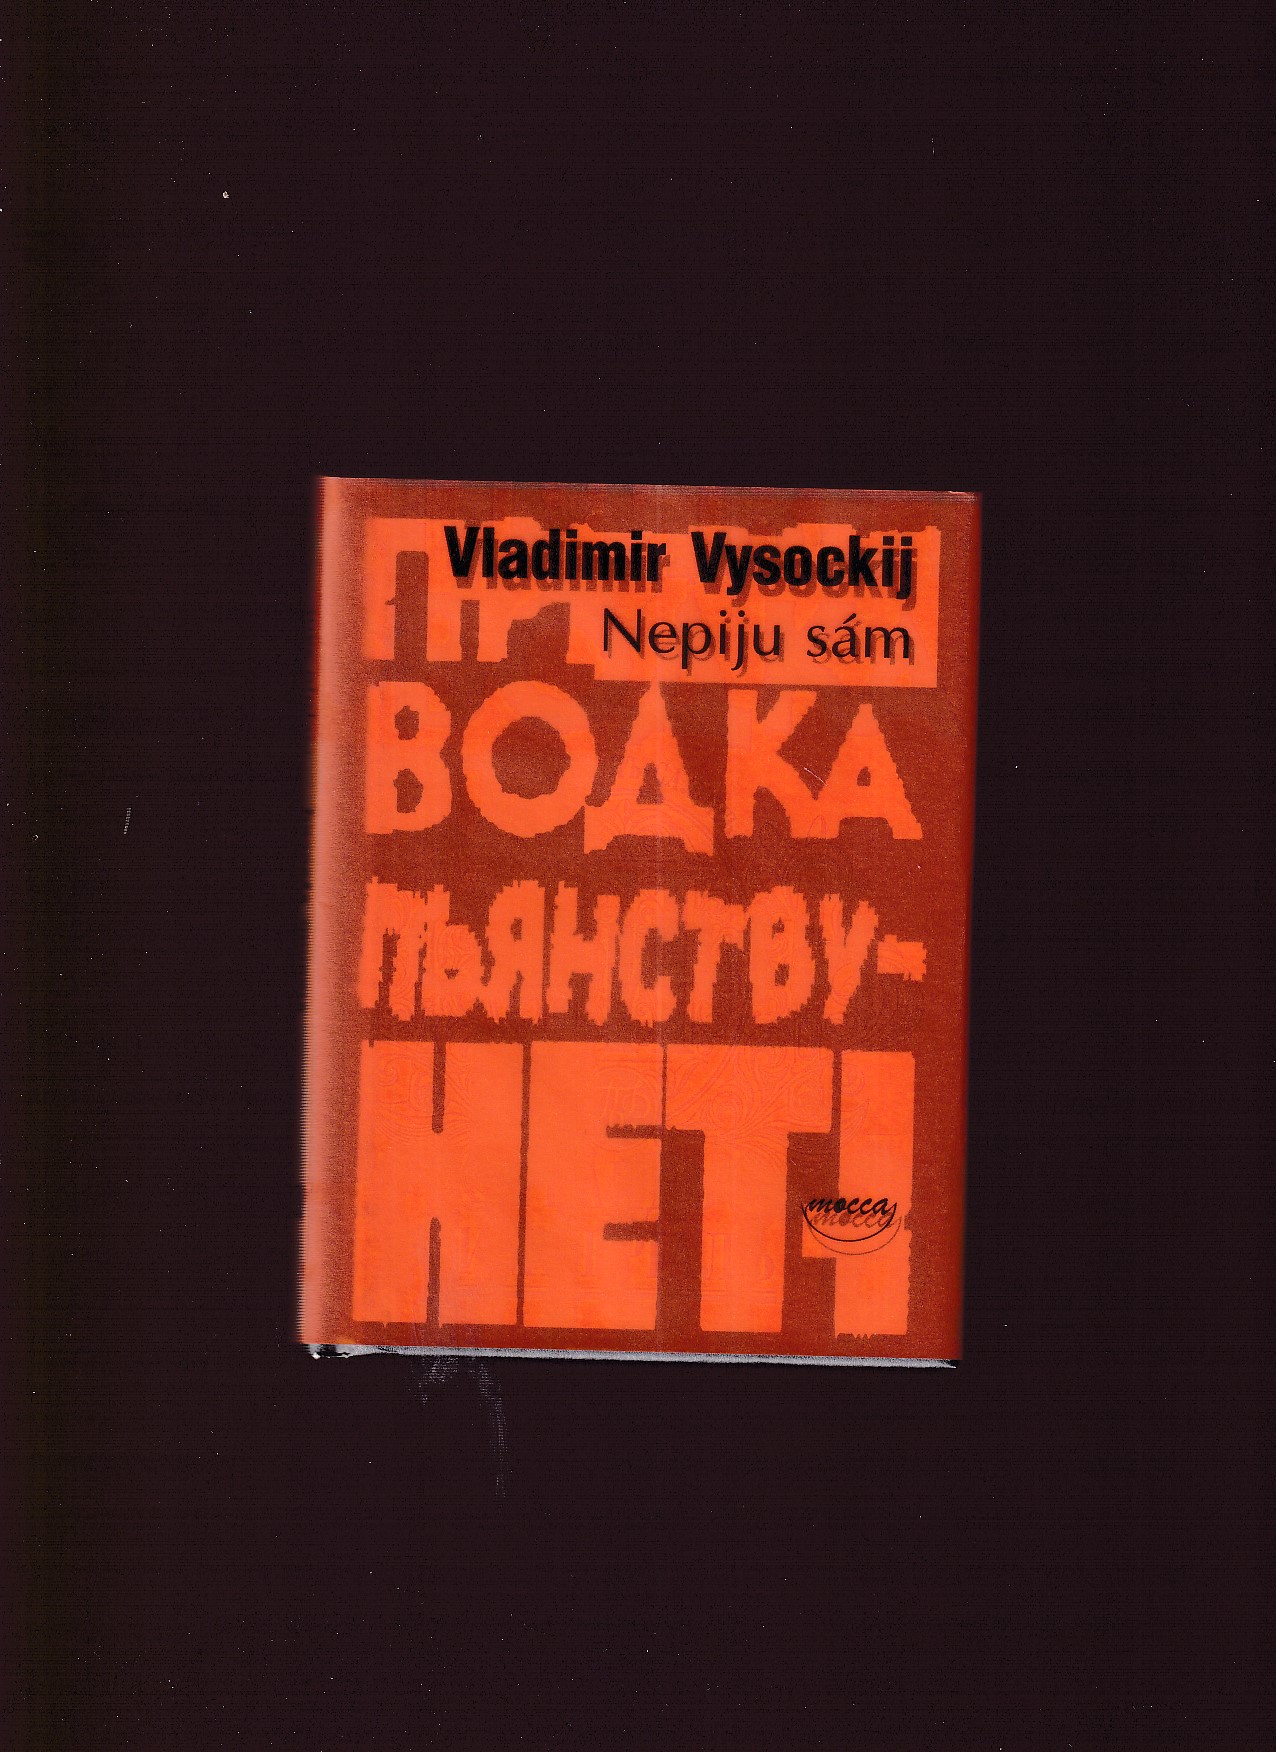 Vladimir Vysockij
Nepiju sám
ВОДКА
ПЬЯНСТВУ-
НЕТ!
mocca